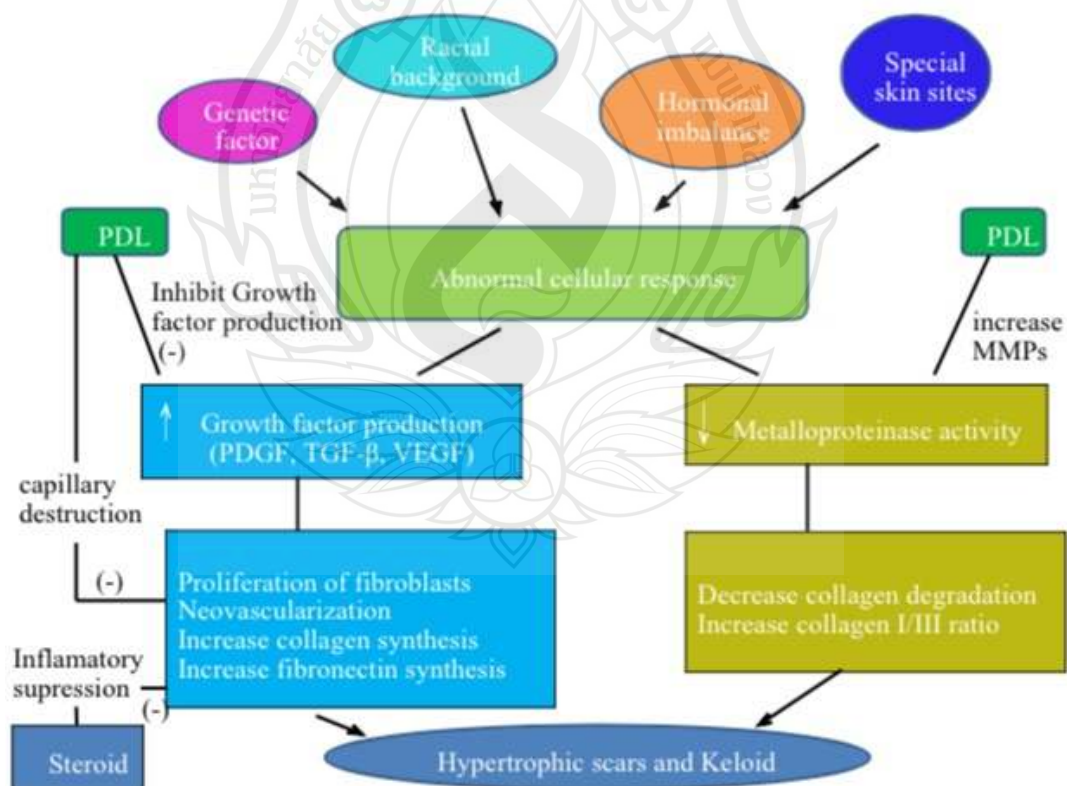 Racial
background
Special
skin sites
Genetic
factor
Hormonal
imbalance
PDL
PDL
Abnormal cellular response
Inhibit Growth
factor production
(-)
increase
MMPs
↑ Growth factor production
(PDGF, TGF-β, VEGF)
↓ Metalloproteinase activity
capillary
destruction
(-)
Proliferation of fibroblasts
Neovascularization
Increase collagen synthesis
Increase fibronectin synthesis
Decrease collagen degradation
Increase collagen I/III ratio
Inflamatory
supression
(-)
Steroid
Hypertrophic scars and Keloid